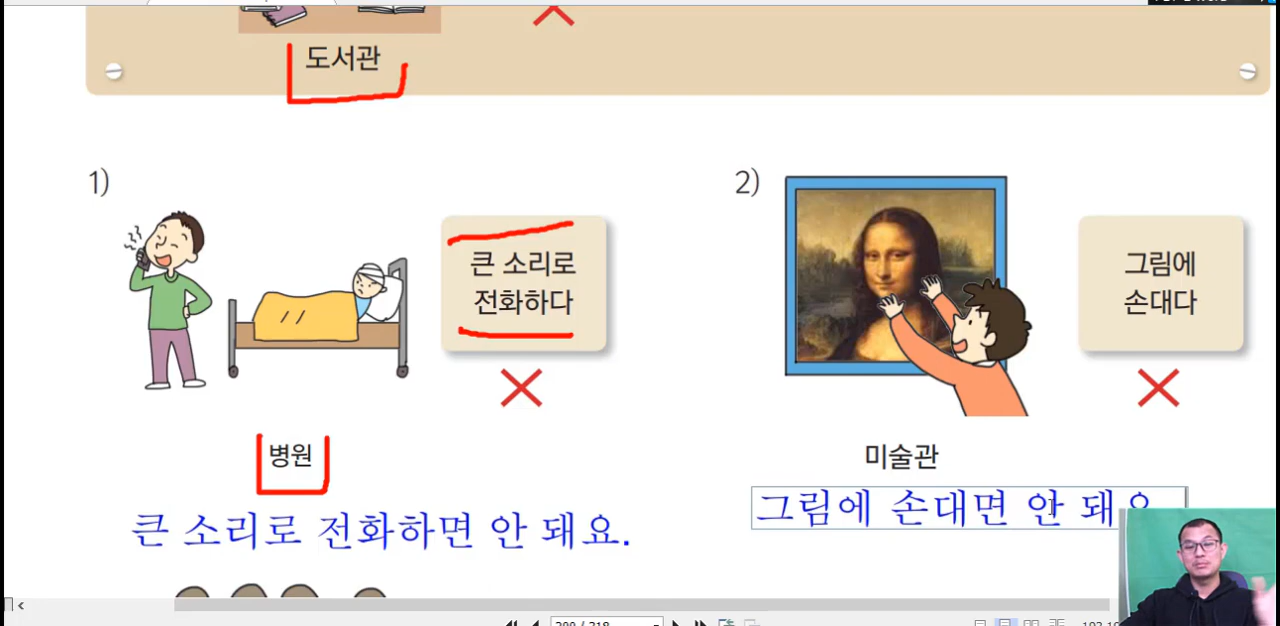 도서관
1)
큰 소리로
전화하다
병원
큰 소리로 전화하면 안 돼요.
2)
그림에
손대다
미술관
그림에 손대면 안 돼요